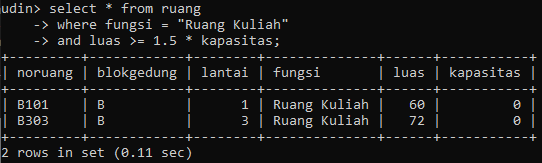 udin> select * from ruang
-> where fungsi = "Ruang Kuliah"
-> and luas >= 1.5 * kapasitas;
+---------+------------+--------+--------------+------+-----------+
| noruang | blokgedung | lantai | fungsi | luas | kapasitas |
+---------+------------+--------+--------------+------+-----------+
| B101 | B | 1 | Ruang Kuliah | 60 | 0 |
| B303 | B | 3 | Ruang Kuliah | 72 | 0 |
+---------+------------+--------+--------------+------+-----------+
2 rows in set (0.11 sec)